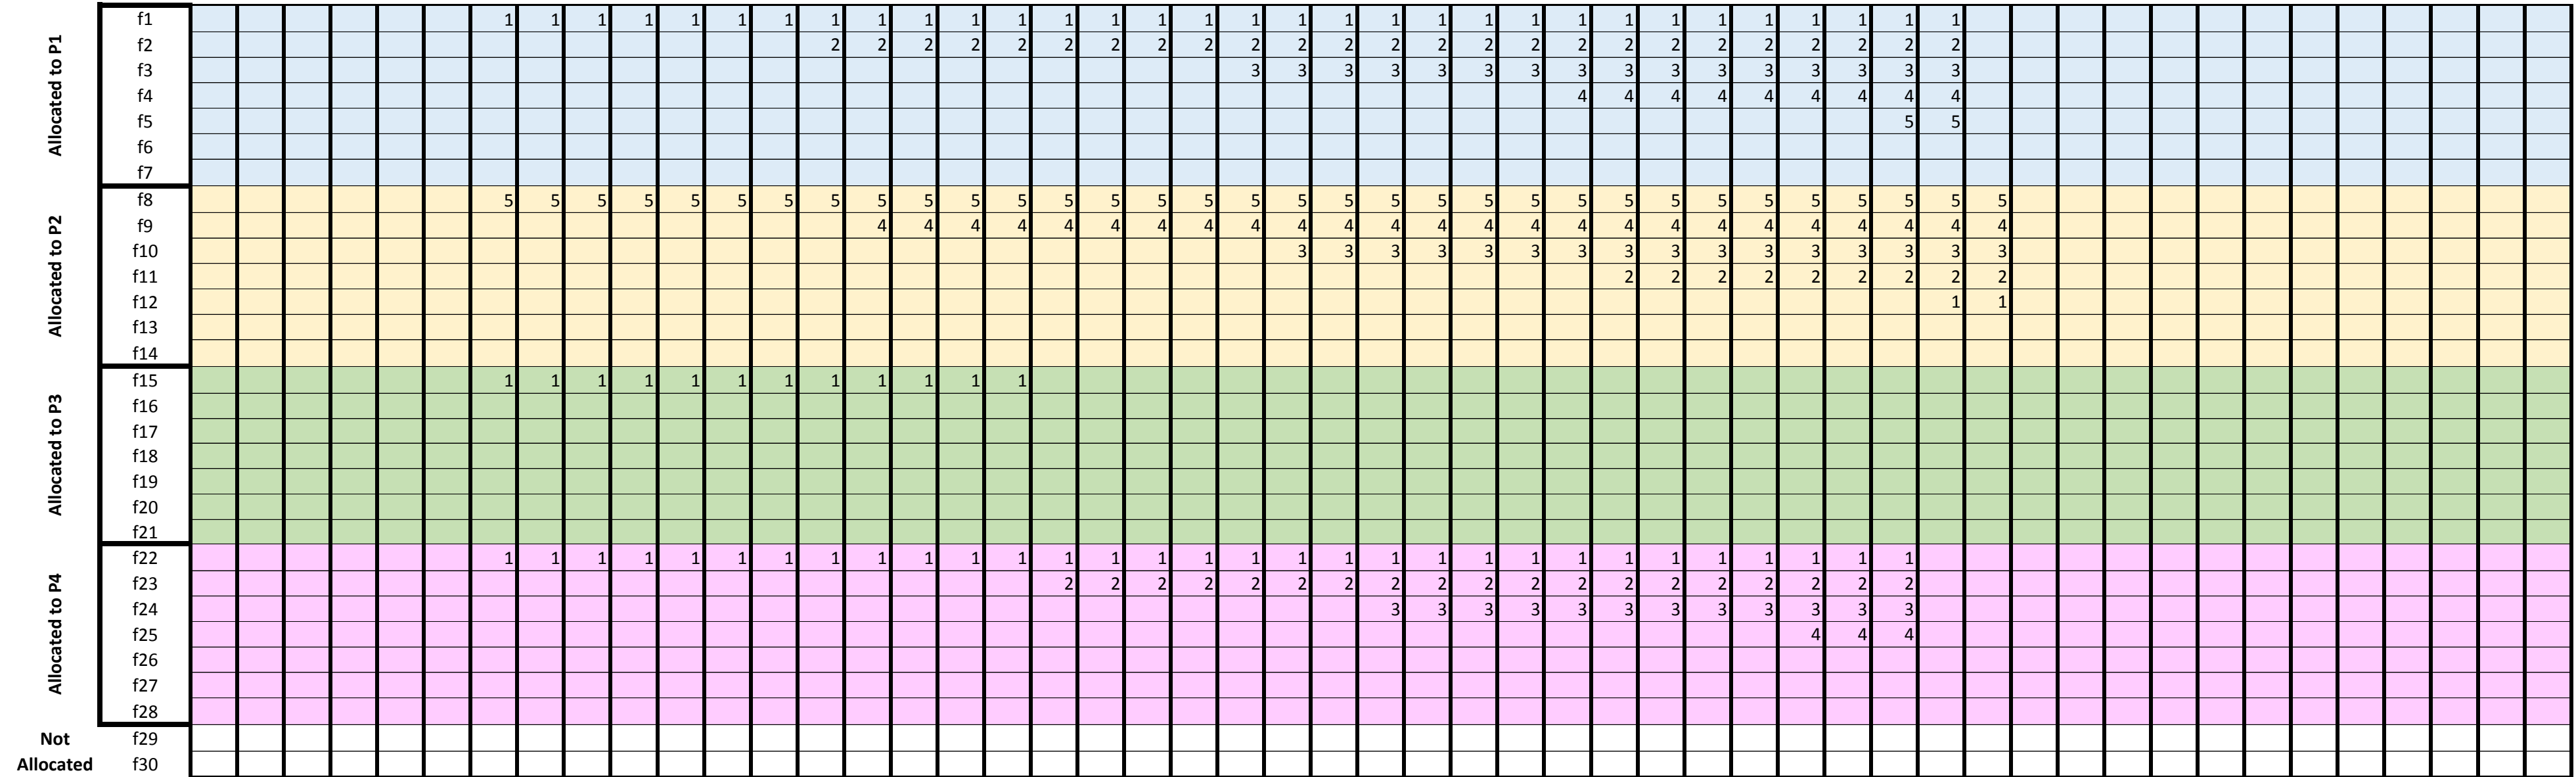 Allocated to P1
f1 1 1 1 1 1 1 1 1 1 1 1 1 1 1 1 1 1 1 1 1 1 1 1 1 1 1 1 1 1 1 1 1
f2 2 2 2 2 2 2 2 2 2 2 2 2 2 2 2 2 2 2 2 2 2 2 2 2 2
f3 3 3 3 3 3 3 3 3 3 3 3 3 3 3 3 3
f4 4 4 4 4 4 4 4 4 4
f5 5 5
f6
f7
Allocated to P2
f8 5 5 5 5 5 5 5 5 5 5 5 5 5 5 5 5 5 5 5 5 5 5 5 5 5 5 5 5 5 5 5 5 5
f9 4 4 4 4 4 4 4 4 4 4 4 4 4 4 4 4 4 4 4 4 4 4 4 4 4
f10 3 3 3 3 3 3 3 3 3 3 3 3 3 3 3 3
f11 2 2 2 2 2 2 2 2 2
f12 1 1
f13
f14
Allocated to P3
f15 1 1 1 1 1 1 1 1 1 1 1 1
f16
f17
f18
f19
f20
f21
Allocated to P4
f22 1 1 1 1 1 1 1 1 1 1 1 1 1 1 1 1 1 1 1 1 1 1 1 1 1 1 1 1 1 1 1
f23 2 2 2 2 2 2 2 2 2 2 2 2 2 2 2 2 2 2 2
f24 3 3 3 3 3 3 3 3 3 3 3 3
f25 4 4 4
f26
f27
f28
Not f29
Allocated f30